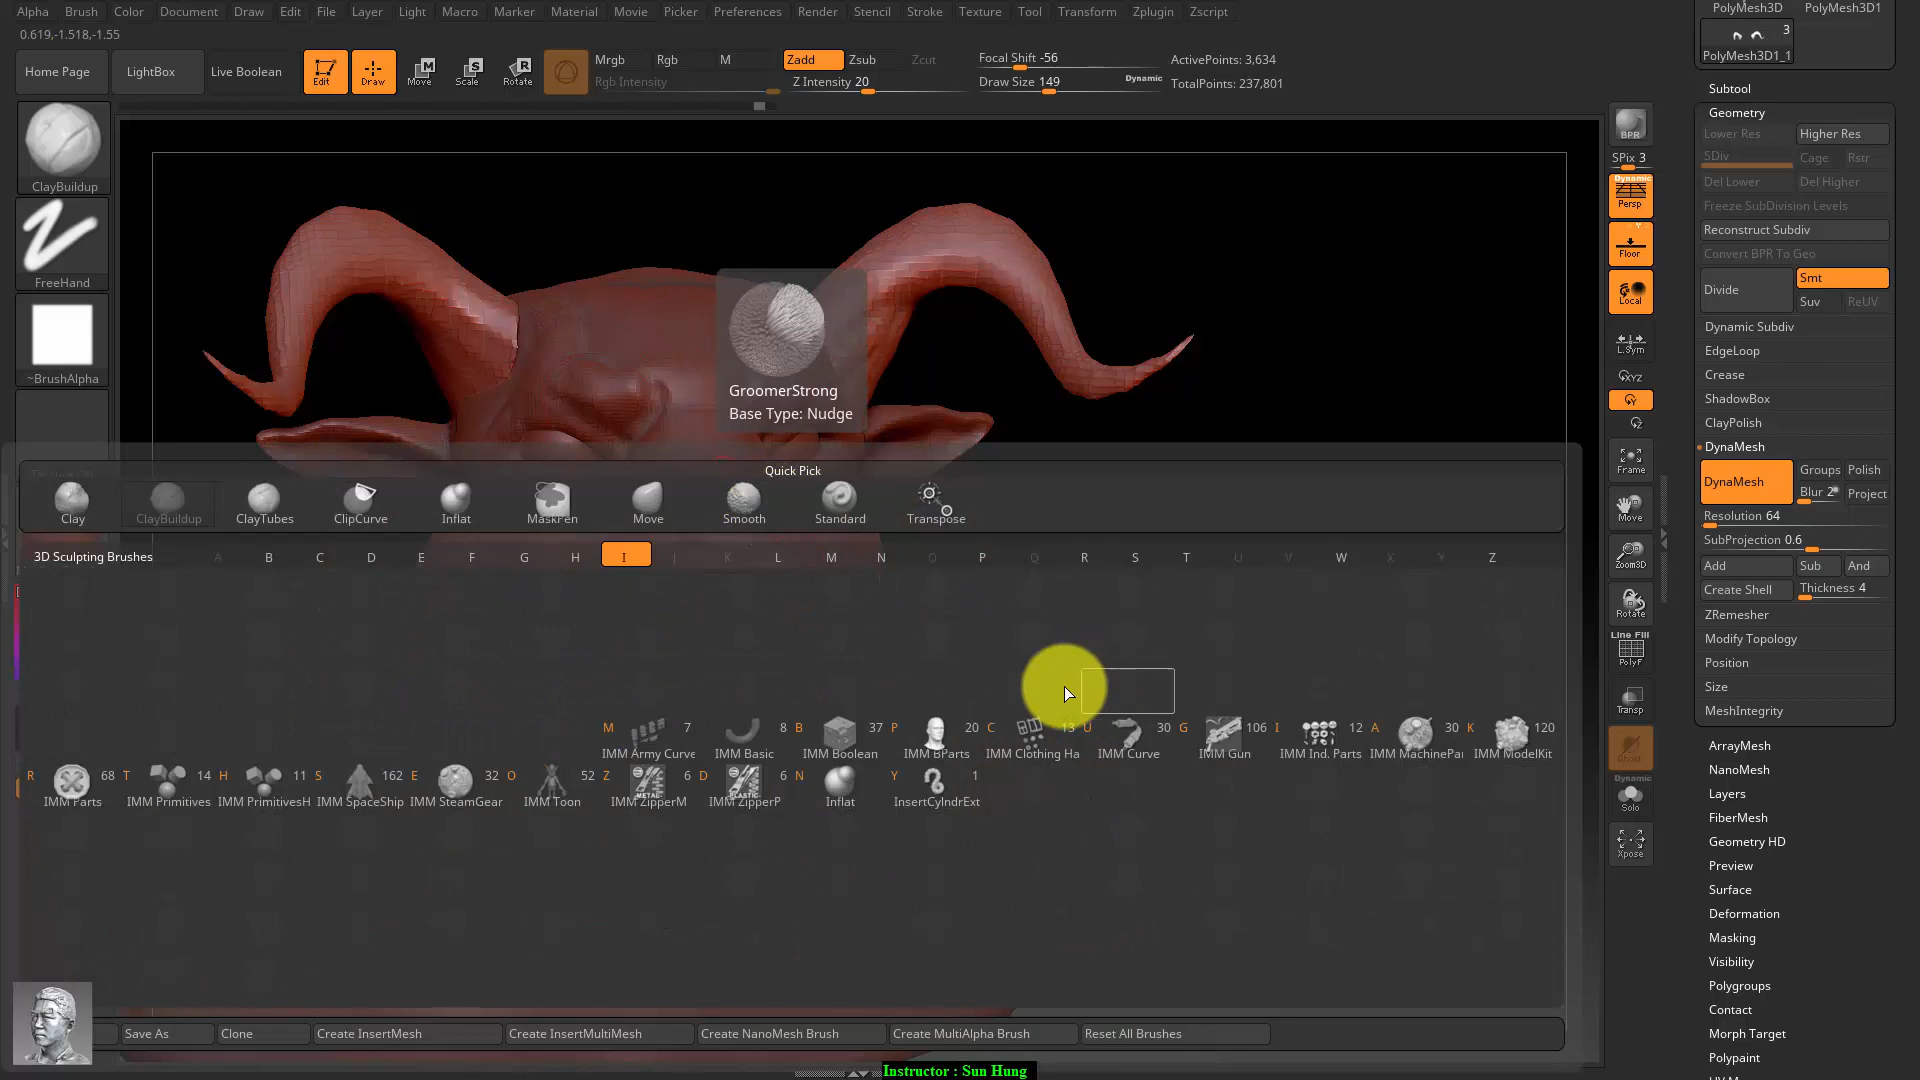 Alpha Brush Color Document Draw Edit File Layer Light Macro Marker Material Movie Picker Preferences Render Stencil Stroke Texture Tool Transform Zplugin Zscript
0.619,-1.518,-1.55
Home Page LightBox Live Boolean Edit Draw Move Scale Rotate
Mrgb Rgb M Zadd Zsub Zcut Focal Shift -56 ActivePoints: 3,634
Rgb Intensity Z Intensity 20 Draw Size 149 Dynamic TotalPoints: 237,801
ClayBuildup
FreeHand
~BrushAlpha
GroomerStrong
Base Type: Nudge
Quick Pick
Clay ClayBuildup ClayTubes ClipCurve Inflat MaskPen Move Smooth Standard Transpose
3D Sculpting Brushes A B C D E F G H I J K L M N O P Q R S T U V W X Y Z
M 7 8 B 37 P 20 C 13 U 30 G 106 I 12 A 30 K 120
IMM Army Curve IMM Basic IMM Boolean IMM BParts IMM Clothing Ha IMM Curve IMM Gun IMM Ind. Parts IMM MachinePar IMM ModelKit
R 68 T 14 H 11 S 162 E 32 O 52 Z 6 D 6 N Y 1
IMM Parts IMM Primitives IMM PrimitivesH IMM SpaceShip IMM SteamGear IMM Toon IMM ZipperM IMM ZipperP Inflat InsertCylndrExt
Save As Clone Create InsertMesh Create InsertMultiMesh Create NanoMesh Brush Create MultiAlpha Brush Reset All Brushes
Instructor : Sun Hung
BPR
SPix 3
Dynamic
Persp
Floor
Local
L.Sym
XYZ
Y
Z
Frame
Move
Zoom3D
Rotate
Line Fill
PolyF
Transp
Ghost
Dynamic
Solo
Xpose
PolyMesh3D PolyMesh3D1
3
PolyMesh3D1_1
Subtool
Geometry
Lower Res Higher Res
SDiv Cage Rstr
Del Lower Del Higher
Freeze SubDivision Levels
Reconstruct Subdiv
Convert BPR To Geo
Divide Smt
Suv ReUV
Dynamic Subdiv
EdgeLoop
Crease
ShadowBox
ClayPolish
DynaMesh
DynaMesh Groups Polish
Blur 2 Project
Resolution 64
SubProjection 0.6
Add Sub And
Create Shell Thickness 4
ZRemesher
Modify Topology
Position
Size
MeshIntegrity
ArrayMesh
NanoMesh
Layers
FiberMesh
Geometry HD
Preview
Surface
Deformation
Masking
Visibility
Polygroups
Contact
Morph Target
Polypaint